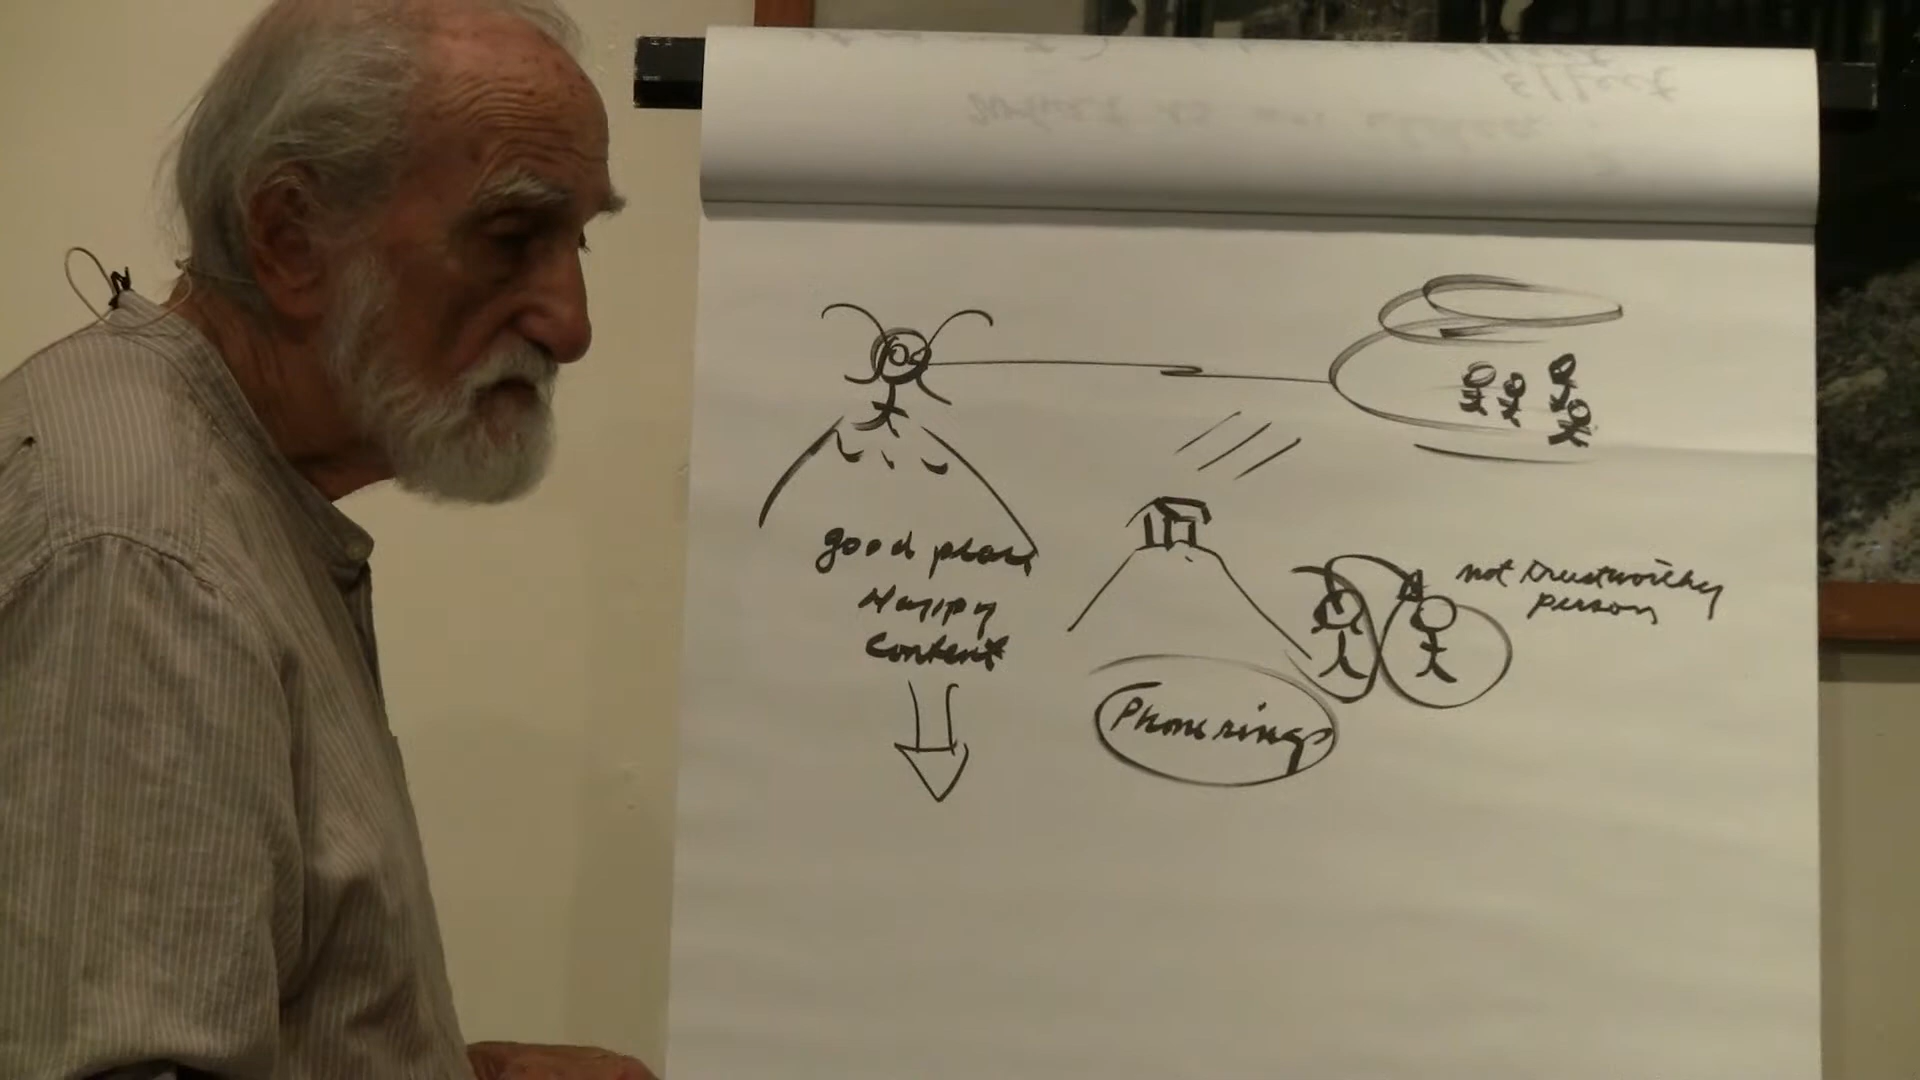 good place
Happy
content
not trustworthy
person
Phone rings